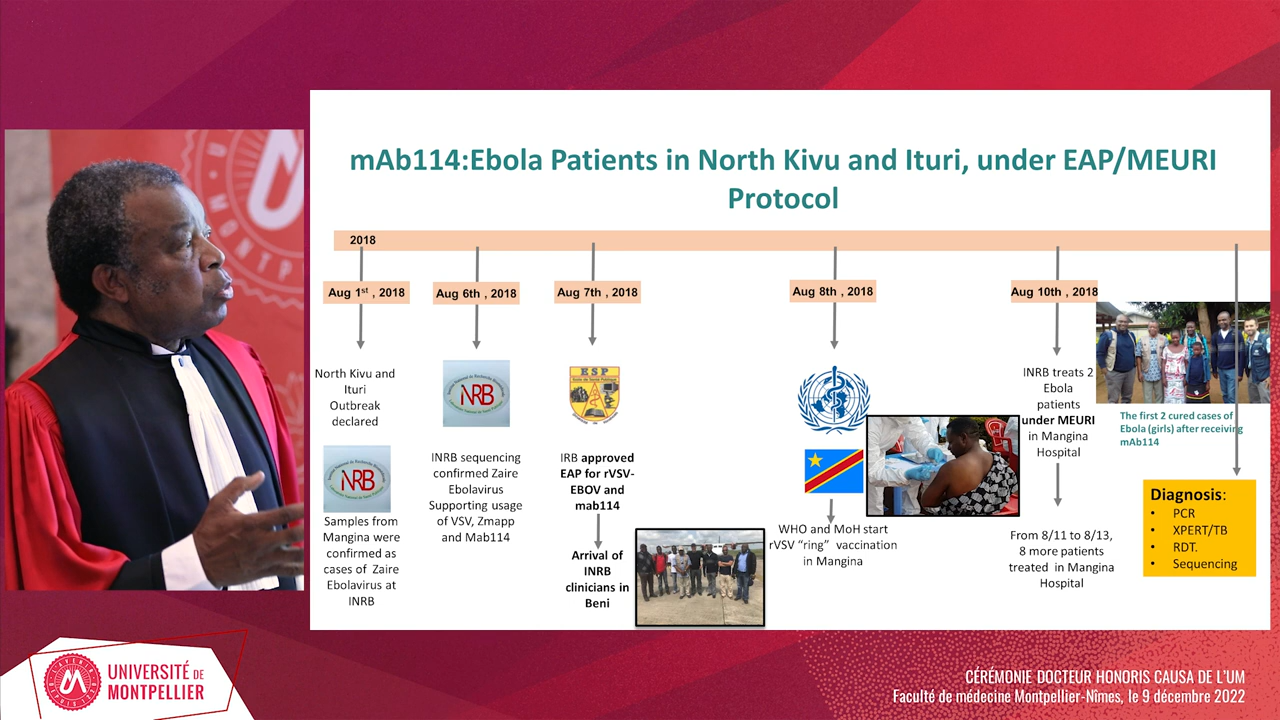 mAb114:Ebola Patients in North Kivu and Ituri, under EAP/MEURI
Protocol
2018
Aug 1st , 2018
Aug 6th , 2018
Aug 7th , 2018
Aug 8th , 2018
Aug 10th , 2018
North Kivu and
Ituri
Outbreak
declared
INRB
Samples from
Mangina were
confirmed as
cases of Zaire
Ebolavirus at
INRB
INRB
INRB sequencing
confirmed Zaire
Ebolavirus
Supporting usage
of VSV, Zmapp
and Mab114
ESP
IRB approved
EAP for rVSV-
EBOV and
mab114
Arrival of
INRB
clinicians in
Beni
WHO and MoH start
rVSV “ring” vaccination
in Mangina
INRB treats 2
Ebola
patients
under MEURI
in Mangina
Hospital
From 8/11 to 8/13,
8 more patients
treated in Mangina
Hospital
The first 2 cured cases of
Ebola (girls) after receiving
mAb114
Diagnosis:
• PCR
• XPERT/TB
• RDT.
• Sequencing
UNIVERSITÉ DE
MONTPELLIER
CÉRÉMONIE DOCTEUR HONORIS CAUSA DE L'UM
Faculté de médecine Montpellier-Nîmes, le 9 décembre 2022